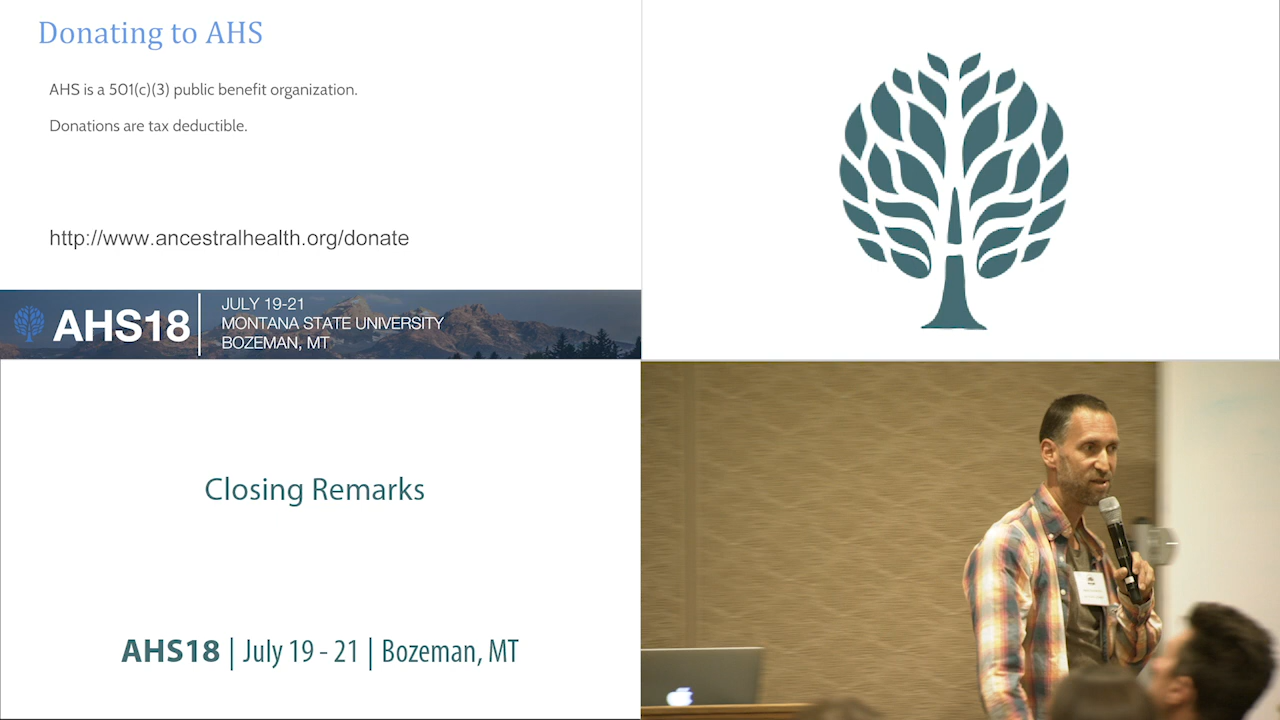 Donating to AHS
AHS is a 501(c)(3) public benefit organization.
Donations are tax deductible.
http://www.ancestralhealth.org/donate
AHS18
JULY 19-21
MONTANA STATE UNIVERSITY
BOZEMAN, MT
Closing Remarks
AHS18 | July 19 - 21 | Bozeman, MT